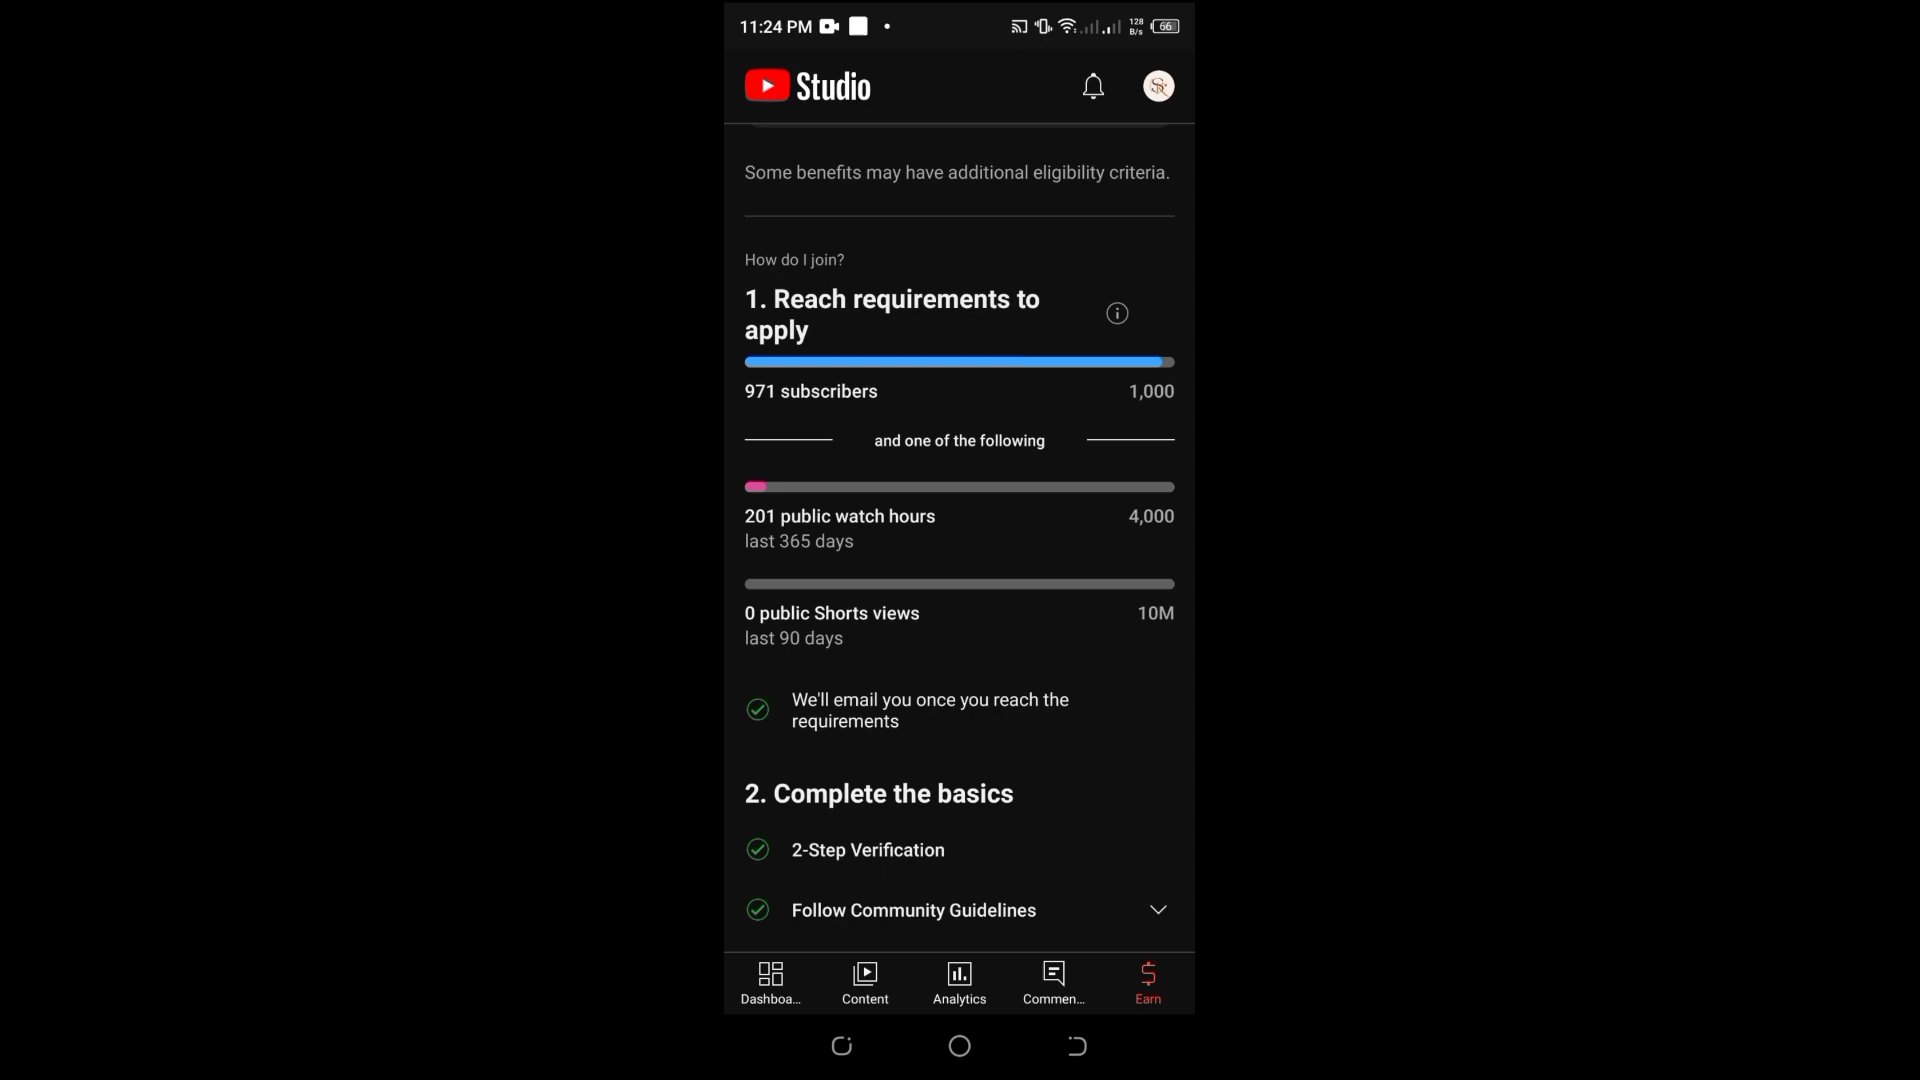 11:24 PM
128
B/s
66
Studio
Some benefits may have additional eligibility criteria.
How do I join?
1. Reach requirements to
apply
971 subscribers 1,000
and one of the following
201 public watch hours 4,000
last 365 days
0 public Shorts views 10M
last 90 days
We'll email you once you reach the
requirements
2. Complete the basics
2-Step Verification
Follow Community Guidelines
Dashboa... Content Analytics Commen... Earn